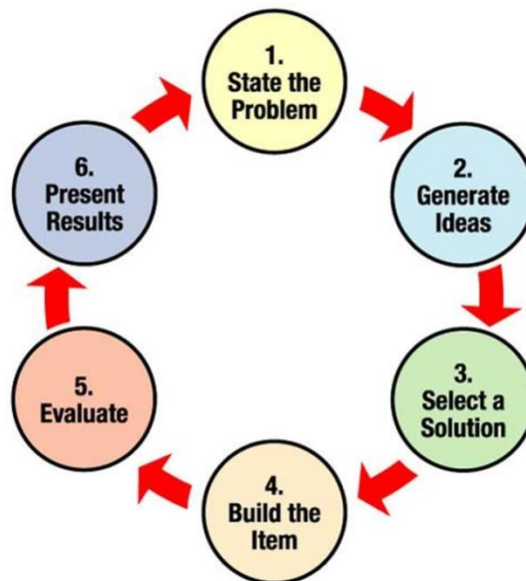 1.
State the
Problem
2.
Generate
Ideas
3.
Select a
Solution
4.
Build the
Item
5.
Evaluate
6.
Present
Results